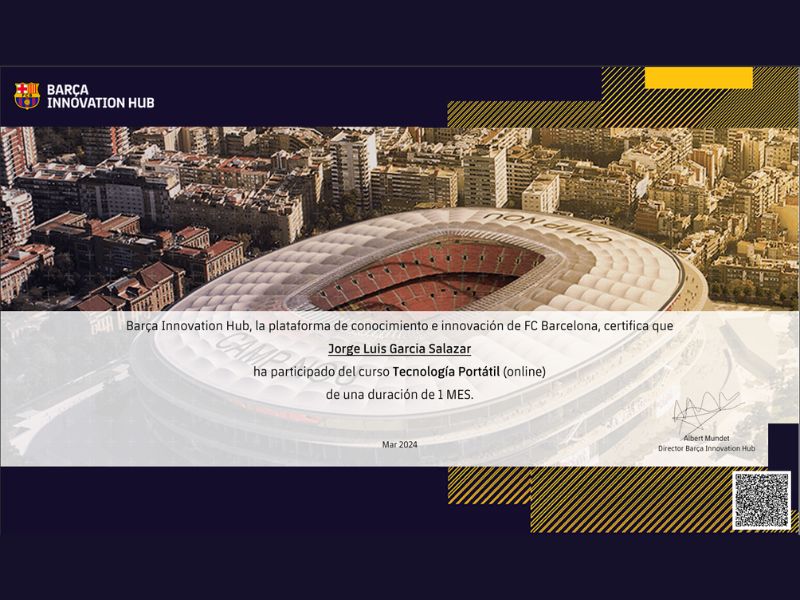 BARÇA
INNOVATION HUB
CAMP NOU
CAMP NOU
Barça Innovation Hub, la plataforma de conocimiento e innovación de FC Barcelona, certifica que
Jorge Luis Garcia Salazar
ha participado del curso Tecnología Portátil (online)
de una duración de 1 MES.
Mar 2024
Albert Mundet
Director Barça Innovation Hub